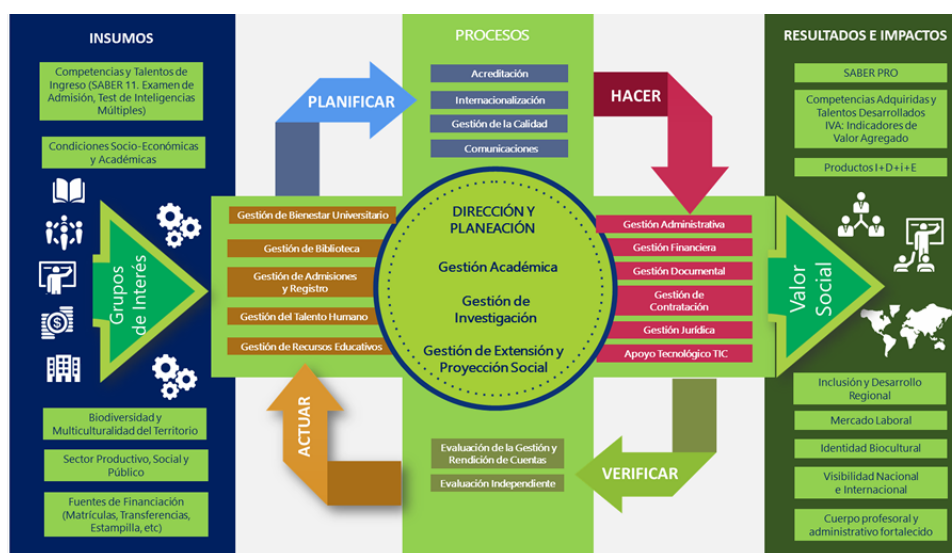 INSUMOS
Competencias y Talentos de
Ingreso (SABER 11. Examen de
Admisión, Test de Inteligencias
Múltiples)
Condiciones Socio-Económicas
y Académicas
Grupos
de Interés
Biodiversidad y
Multiculturalidad del Territorio
Sector Productivo, Social y
Público
Fuentes de Financiación
(Matrículas, Transferencias,
Estampilla, etc)
PLANIFICAR
PROCESOS
Acreditación
Internacionalización
Gestión de la Calidad
Comunicaciones
HACER
Gestión de Bienestar Universitario
Gestión de Biblioteca
Gestión de Admisiones
y Registro
Gestión del Talento Humano
Gestión de Recursos Educativos
DIRECCIÓN Y
PLANEACIÓN
Gestión Académica
Gestión de
Investigación
Gestión de Extensión y
Proyección Social
Gestión Administrativa
Gestión Financiera
Gestión Documental
Gestión de
Contratación
Gestión Jurídica
Apoyo Tecnológico TIC
ACTUAR
Evaluación de la Gestión y
Rendición de Cuentas
Evaluación Independiente
VERIFICAR
RESULTADOS E IMPACTOS
SABER PRO
Competencias Adquiridas y
Talentos Desarrollados
IVA: Indicadores de
Valor Agregado
Productos I+D+i+E
Valor
Social
Inclusión y Desarrollo
Regional
Mercado Laboral
Identidad Biocultural
Visibilidad Nacional
e Internacional
Cuerpo profesoral y
administrativo fortalecido